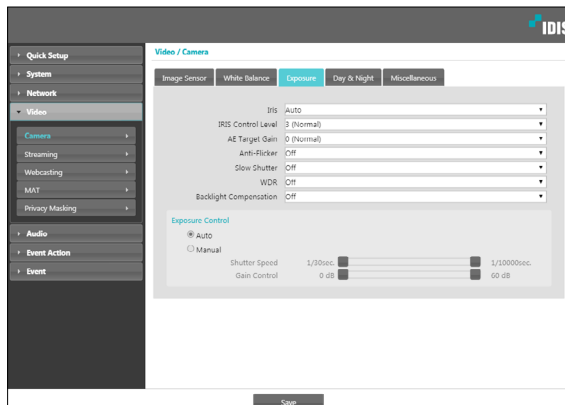 IDIS
Quick Setup
System
Network
Video
Camera
Streaming
Webcasting
MAT
Privacy Masking
Audio
Event Action
Event
Video / Camera
Image Sensor White Balance Exposure Day & Night Miscellaneous
Iris Auto
IRIS Control Level 3 (Normal)
AE Target Gain 0 (Normal)
Anti-Flicker Off
Slow Shutter Off
WDR Off
Backlight Compensation Off
Exposure Control
Auto
Manual
Shutter Speed 1/30sec. 1/10000sec.
Gain Control 0 dB 60 dB
Save